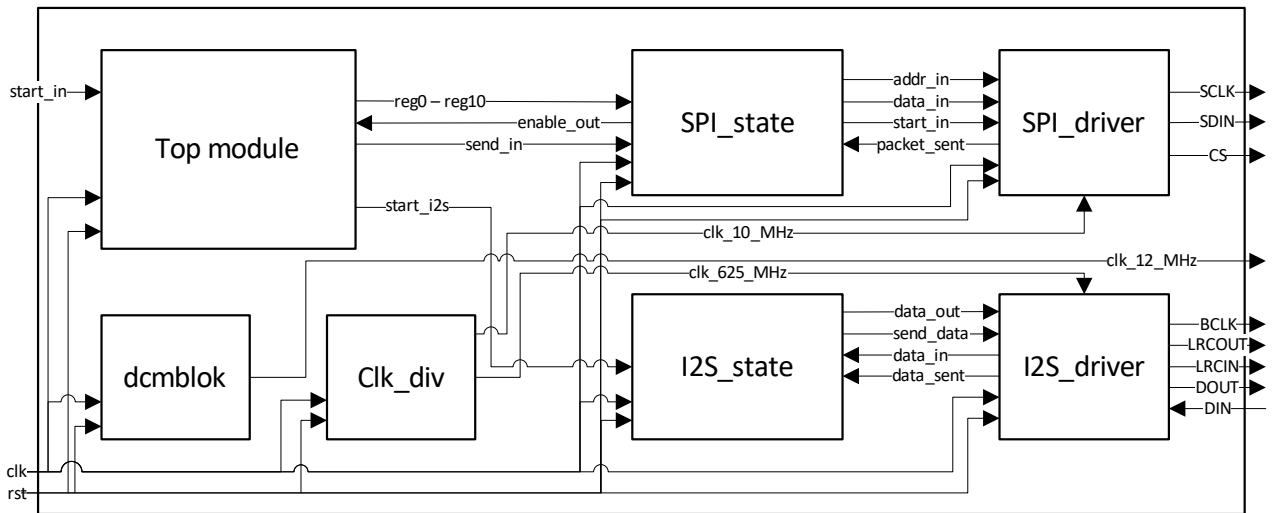 start_in
Top module
reg0 – reg10
enable_out
send_in
start_i2s
SPI_state
addr_in
data_in
start_in
packet_sent
SPI_driver
SCLK
SDIN
CS
clk_10_MHz
clk_12_MHz
clk_625_MHz
dcmblok
Clk_div
I2S_state
data_out
send_data
data_in
data_sent
I2S_driver
BCLK
LRCOUT
LRCIN
DOUT
DIN
clk
rst